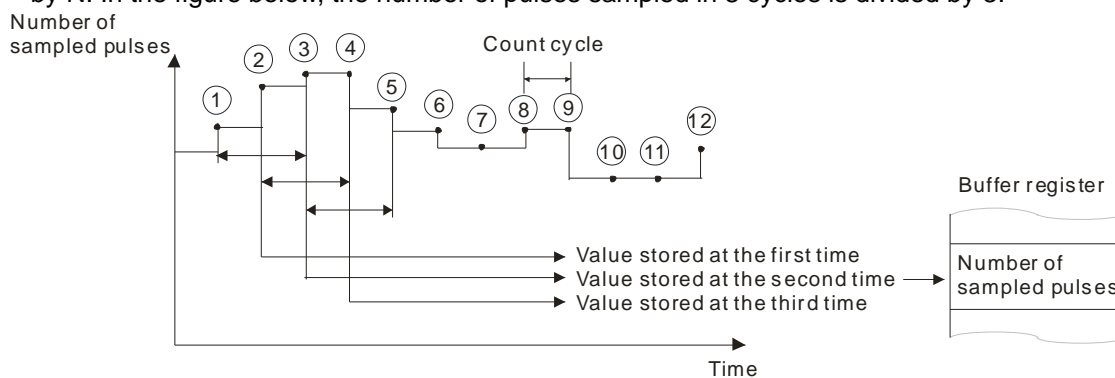 by N. In the figure below, the number of pulses sampled in 3 cycles is divided by 3.
Number of
sampled pulses
Count cycle
1
2
3
4
5
6
7
8
9
10
11
12
Buffer register
Value stored at the first time
Value stored at the second time
Value stored at the third time
Number of
sampled pulses
Time